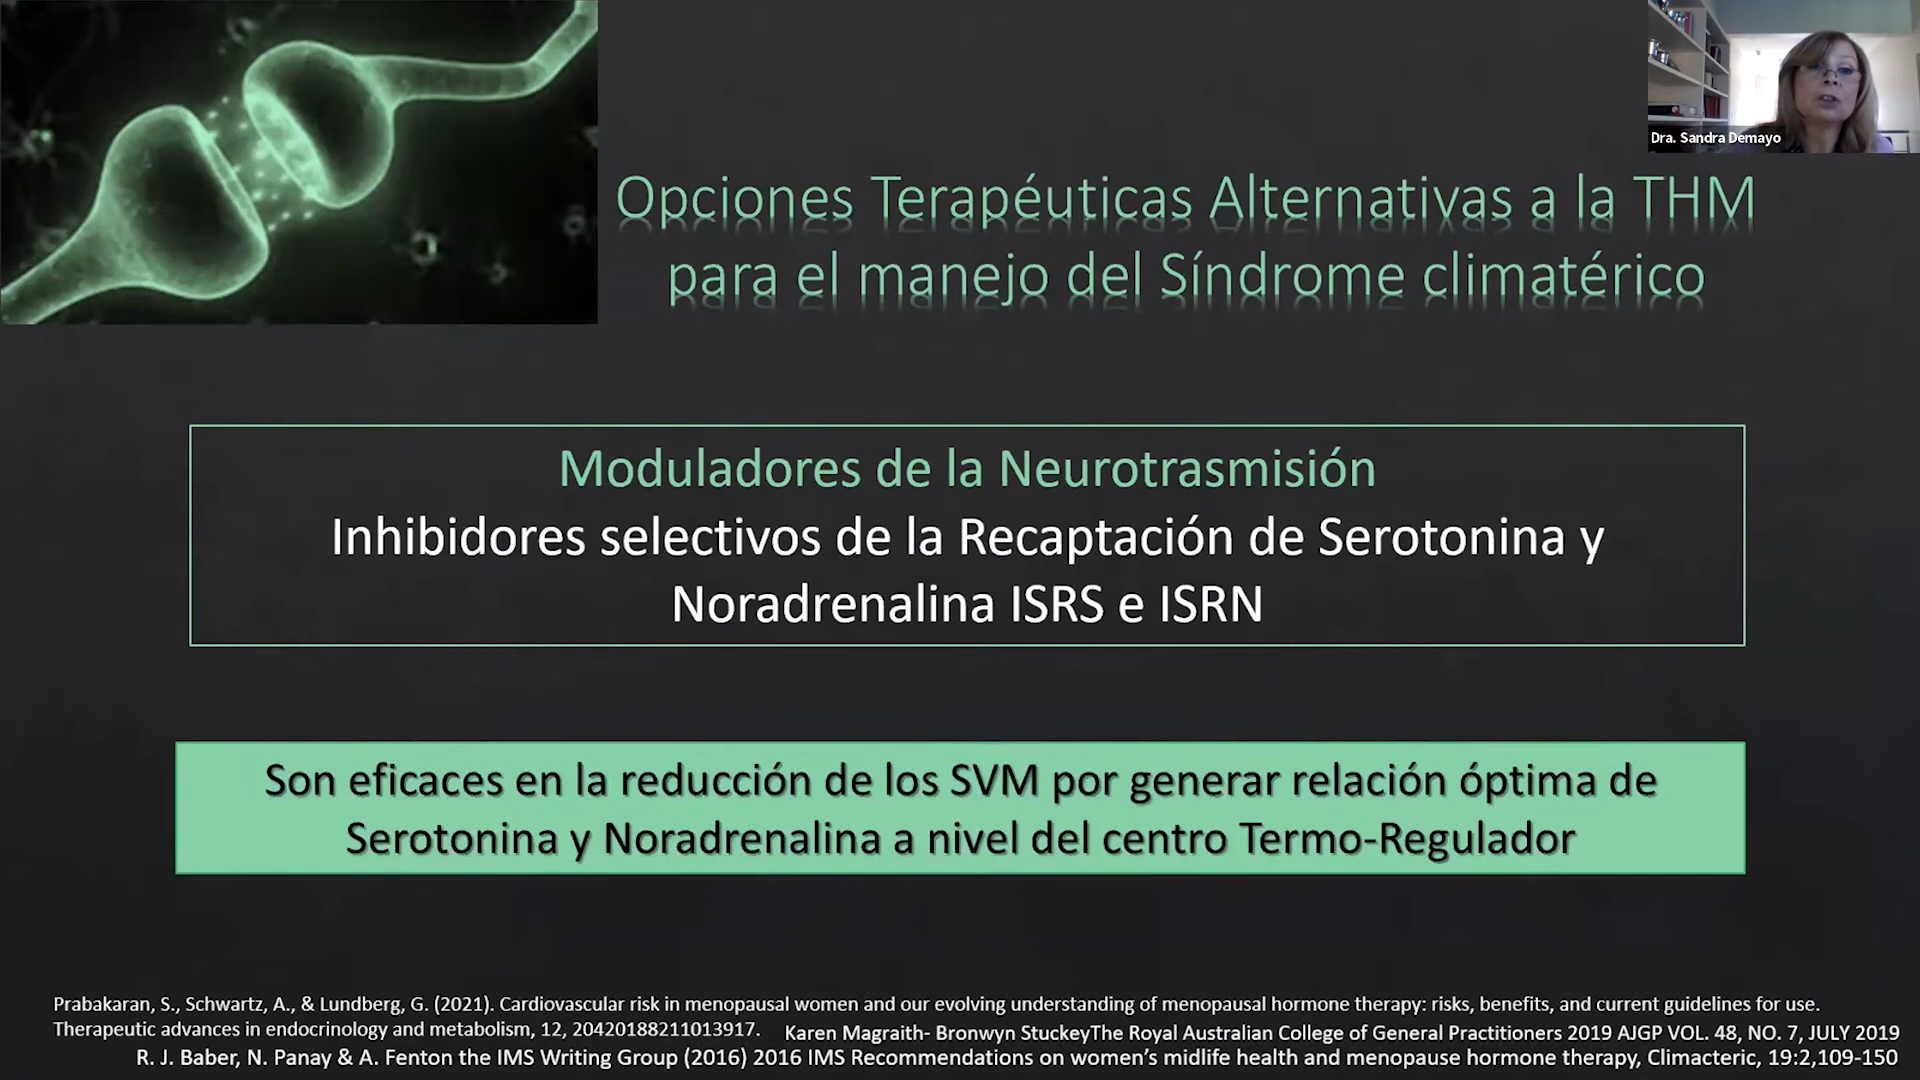 Dra. Sandra Demayo
Opciones Terapéuticas Alternativas a la THM
para el manejo del Síndrome climatérico
Moduladores de la Neurotrasmisión
Inhibidores selectivos de la Recaptación de Serotonina y
Noradrenalina ISRS e ISRN
Son eficaces en la reducción de los SVM por generar relación óptima de
Serotonina y Noradrenalina a nivel del centro Termo-Regulador
Prabakaran, S., Schwartz, A., & Lundberg, G. (2021). Cardiovascular risk in menopausal women and our evolving understanding of menopausal hormone therapy: risks, benefits, and current guidelines for use.
Therapeutic advances in endocrinology and metabolism, 12, 20420188211013917.
Karen Magraith- Bronwyn StuckeyThe Royal Australian College of General Practitioners 2019 AJGP VOL. 48, NO. 7, JULY 2019
R. J. Baber, N. Panay & A. Fenton the IMS Writing Group (2016) 2016 IMS Recommendations on women’s midlife health and menopause hormone therapy, Climacteric, 19:2,109-150